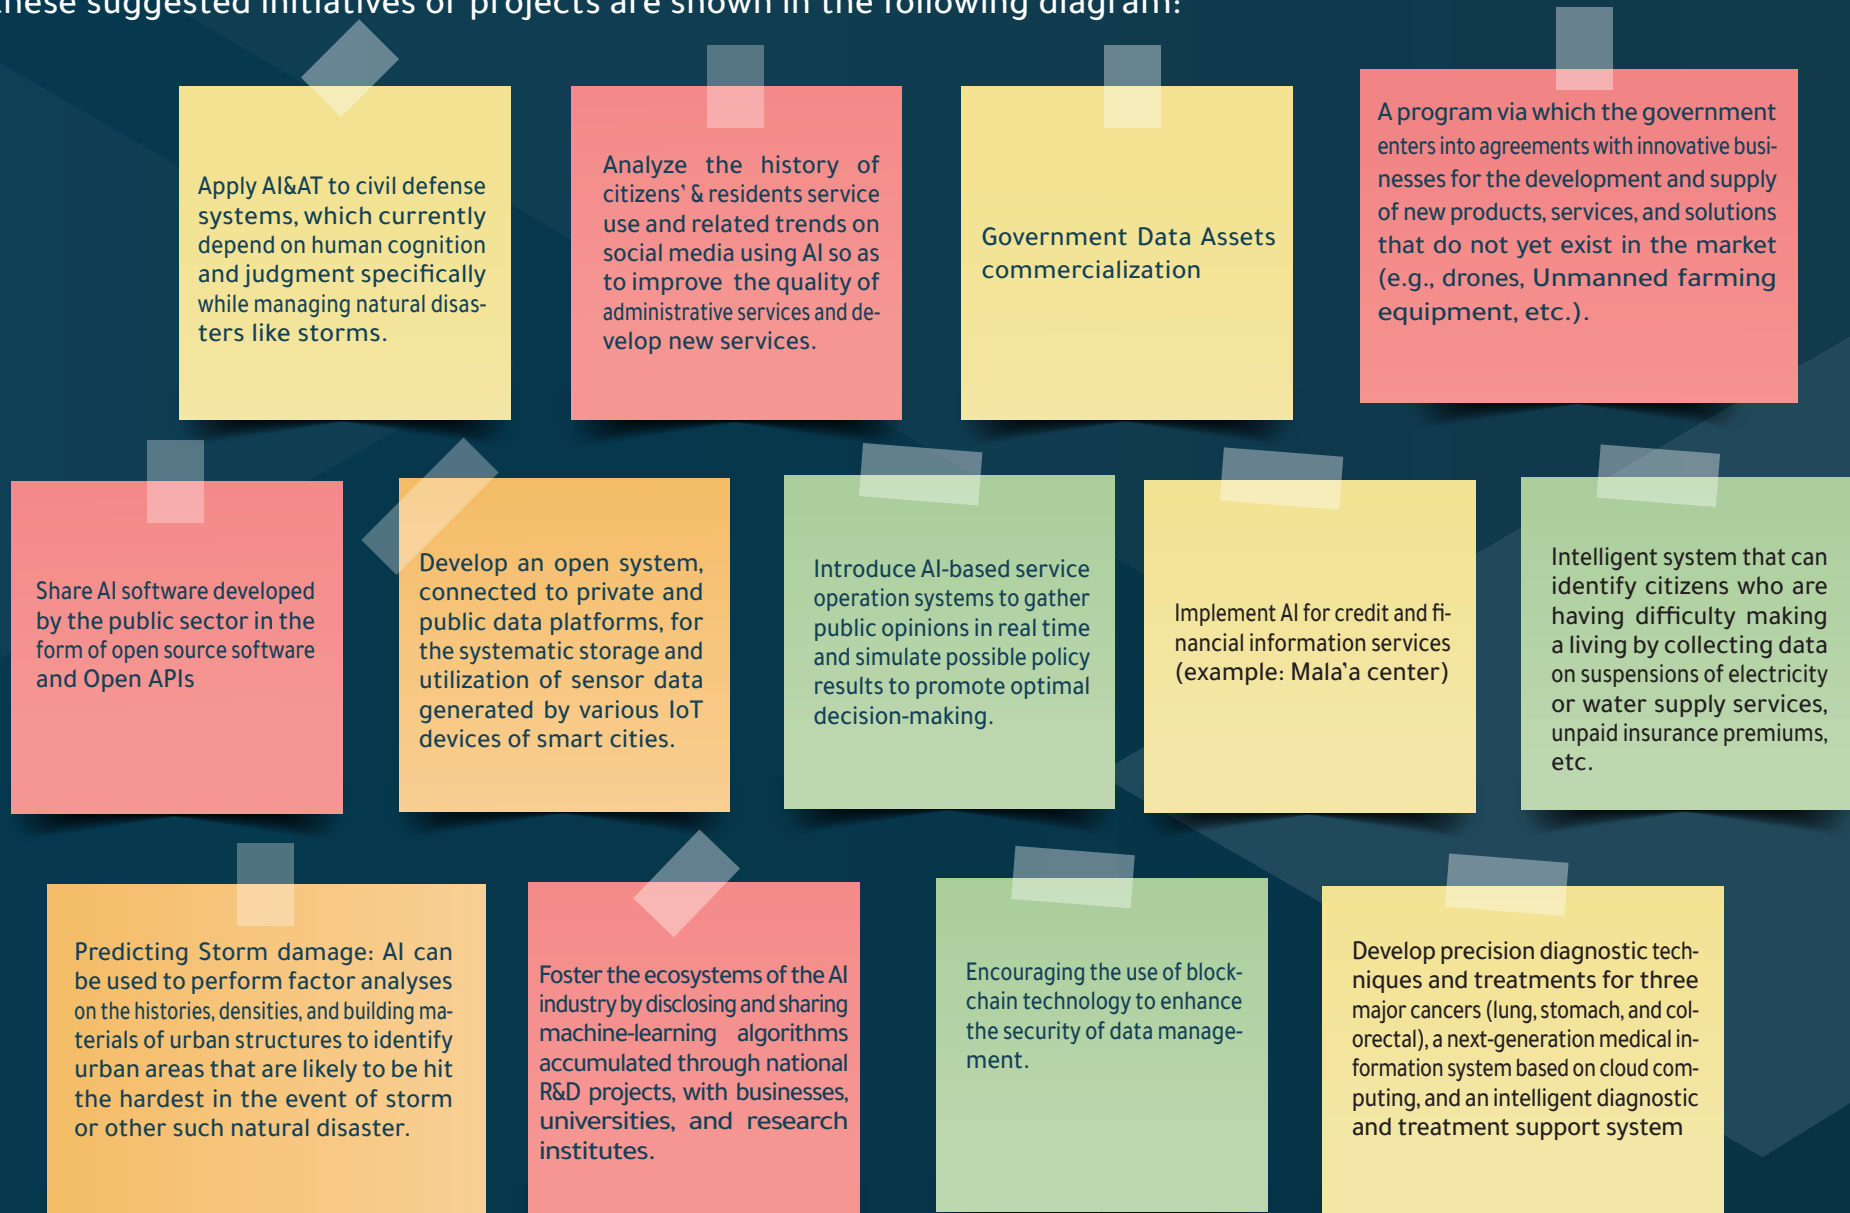 these suggested initiatives or projects are shown in the following diagram:
Apply AI&AT to civil defense
systems, which currently
depend on human cognition
and judgment specifically
while managing natural disas-
ters like storms.
Analyze the history of
citizens' & residents service
use and related trends on
social media using AI so as
to improve the quality of
administrative services and de-
velop new services.
Government Data Assets
commercialization
A program via which the government
enters into agreements with innovative busi-
nesses for the development and supply
of new products, services, and solutions
that do not yet exist in the market
(e.g., drones, Unmanned farming
equipment, etc.).
Share AI software developed
by the public sector in the
form of open source software
and Open APIs
Develop an open system,
connected to private and
public data platforms, for
the systematic storage and
utilization of sensor data
generated by various IoT
devices of smart cities.
Introduce AI-based service
operation systems to gather
public opinions in real time
and simulate possible policy
results to promote optimal
decision-making.
Implement AI for credit and fi-
nancial information services
(example: Mala'a center)
Intelligent system that can
identify citizens who are
having difficulty making
a living by collecting data
on suspensions of electricity
or water supply services,
unpaid insurance premiums,
etc.
Predicting Storm damage: AI can
be used to perform factor analyses
on the histories, densities, and building ma-
terials of urban structures to identify
urban areas that are likely to be hit
the hardest in the event of storm
or other such natural disaster.
Foster the ecosystems of the AI
industry by disclosing and sharing
machine-learning algorithms
accumulated through national
R&D projects, with businesses,
universities, and research
institutes.
Encouraging the use of block-
chain technology to enhance
the security of data manage-
ment.
Develop precision diagnostic tech-
niques and treatments for three
major cancers (lung, stomach, and col-
orectal), a next-generation medical in-
formation system based on cloud com-
puting, and an intelligent diagnostic
and treatment support system